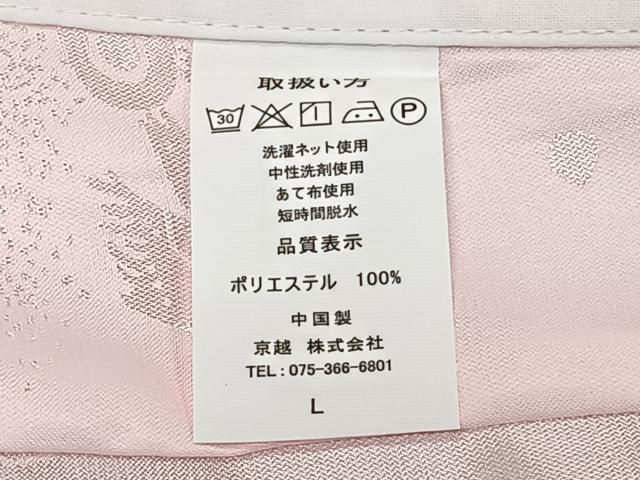 取扱い方
30 P
洗濯ネット使用
中性洗剤使用
あて布使用
短時間脱水
品質表示
ポリエステル 100%
中国製
京越 株式会社
TEL:075-366-6801
L